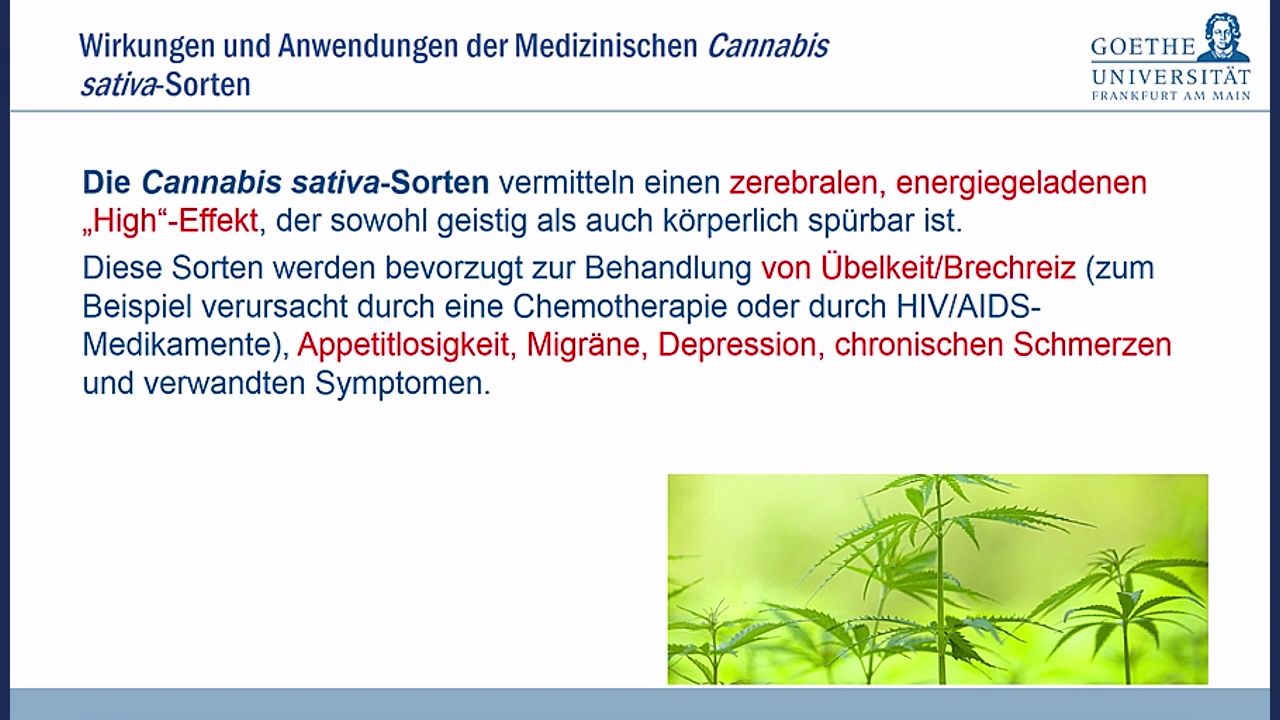 Wirkungen und Anwendungen der Medizinischen Cannabis
sativa-Sorten
GOETHE
UNIVERSITÄT
FRANKFURT AM MAIN
Die Cannabis sativa-Sorten vermitteln einen zerebralen, energiegeladenen
„High“-Effekt, der sowohl geistig als auch körperlich spürbar ist.
Diese Sorten werden bevorzugt zur Behandlung von Übelkeit/Brechreiz (zum
Beispiel verursacht durch eine Chemotherapie oder durch HIV/AIDS-
Medikamente), Appetitlosigkeit, Migräne, Depression, chronischen Schmerzen
und verwandten Symptomen.